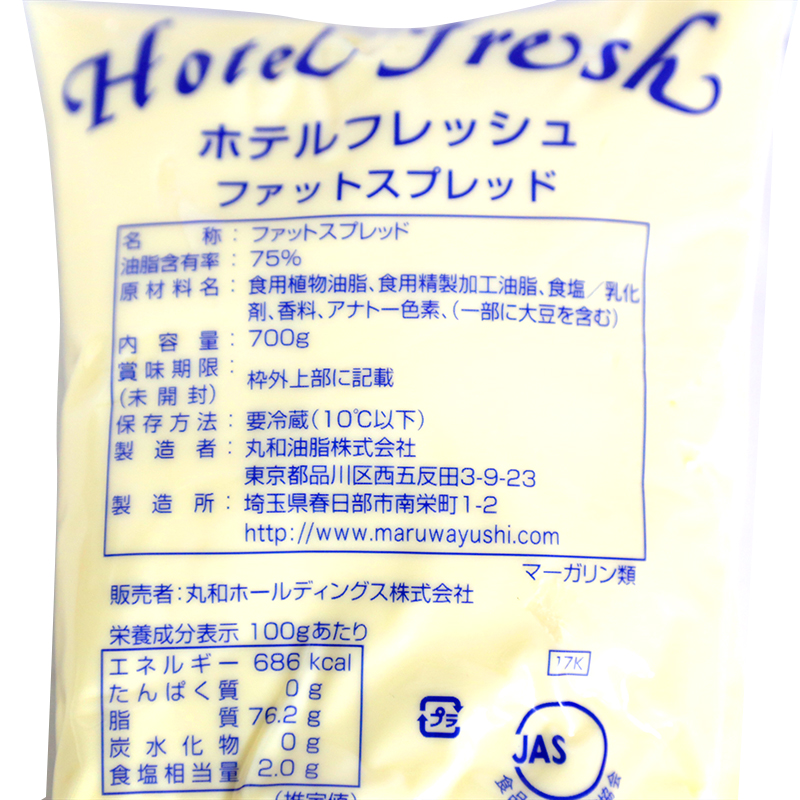 Hotel Fresh
ホテルフレッシュ
ファットスプレッド
名称：ファットスプレッド
油脂含有率：75%
原材料名：食用植物油脂、食用精製加工油脂、食塩／乳化
剤、香料、アナトー色素、(一部に大豆を含む)
内容量：700g
賞味期限：
(未開封)
枠外上部に記載
保存方法：要冷蔵(10℃以下)
製造者：丸和油脂株式会社
東京都品川区西五反田3-9-23
製造所：埼玉県春日部市南栄町1-2
http://www.maruwayushi.com
マーガリン類
販売者：丸和ホールディングス株式会社
栄養成分表示 100gあたり
エネルギー 686 kcal
たんぱく質 0 g
脂質 76.2 g
炭水化物 0 g
食塩相当量 2.0 g
(推定値)
17K
プラ
JAS